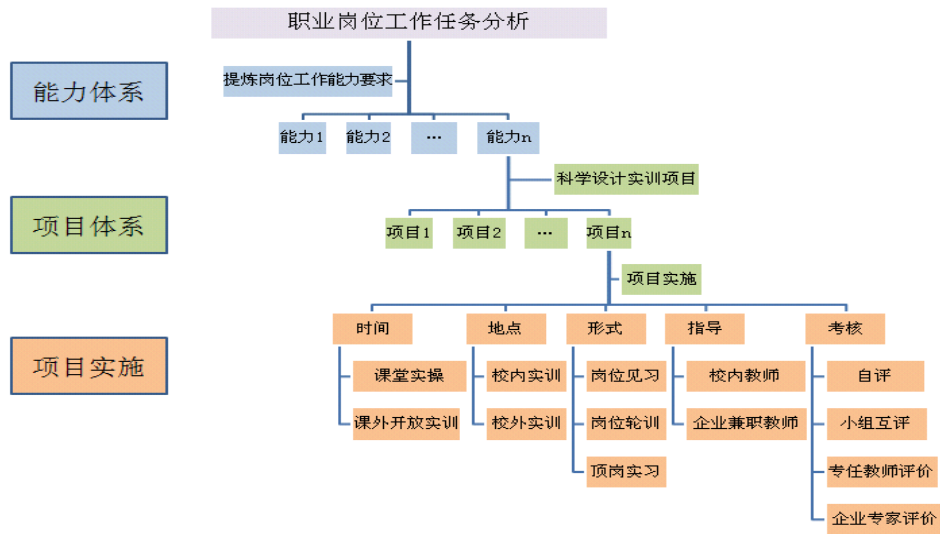 职业岗位工作任务分析
能力体系
提炼岗位工作能力要求
能力1
能力2
…
能力n
科学设计实训项目
项目体系
项目1
项目2
…
项目n
项目实施
时间
地点
形式
指导
考核
项目实施
课堂实操
校内实训
岗位见习
校内教师
自评
课外开放实训
校外实训
岗位轮训
企业兼职教师
小组互评
顶岗实习
专任教师评价
企业专家评价